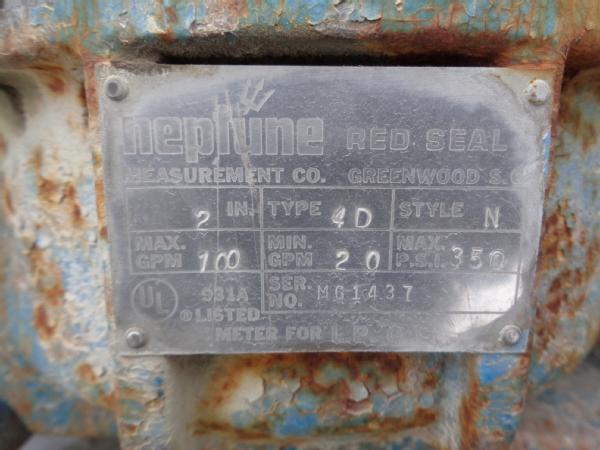 neptune RED SEAL
MEASUREMENT CO. GREENWOOD S.C.
2 IN. TYPE 4D STYLE N
MAX. GPM 100 MIN. GPM 20 MAX. P.S.I. 350
UL 931A SER. NO. MG1437
® LISTED
METER FOR L P G